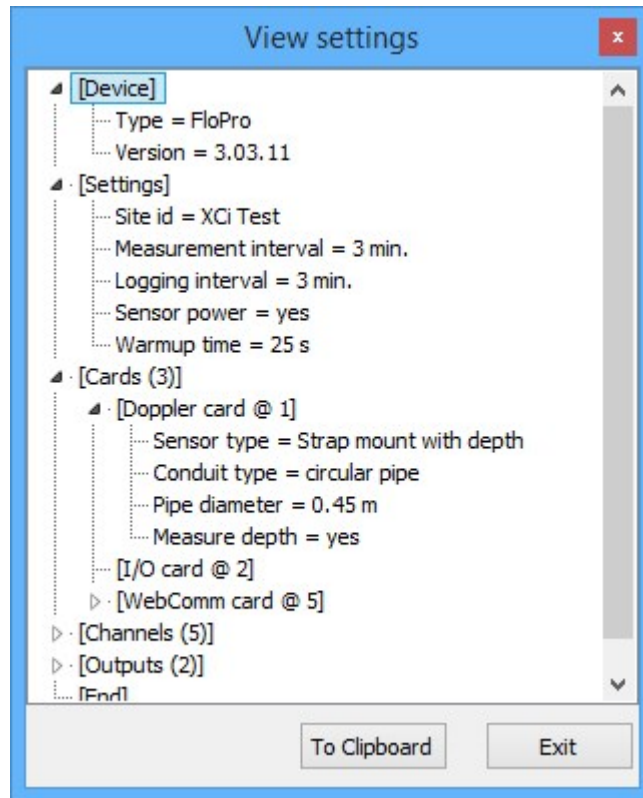 View settings
x
[Device]
Type = FloPro
Version = 3.03.11
[Settings]
Site id = XCi Test
Measurement interval = 3 min.
Logging interval = 3 min.
Sensor power = yes
Warmup time = 25 s
[Cards (3)]
[Doppler card @ 1]
Sensor type = Strap mount with depth
Conduit type = circular pipe
Pipe diameter = 0.45 m
Measure depth = yes
[I/O card @ 2]
[WebComm card @ 5]
[Channels (5)]
[Outputs (2)]
[End]
To Clipboard
Exit